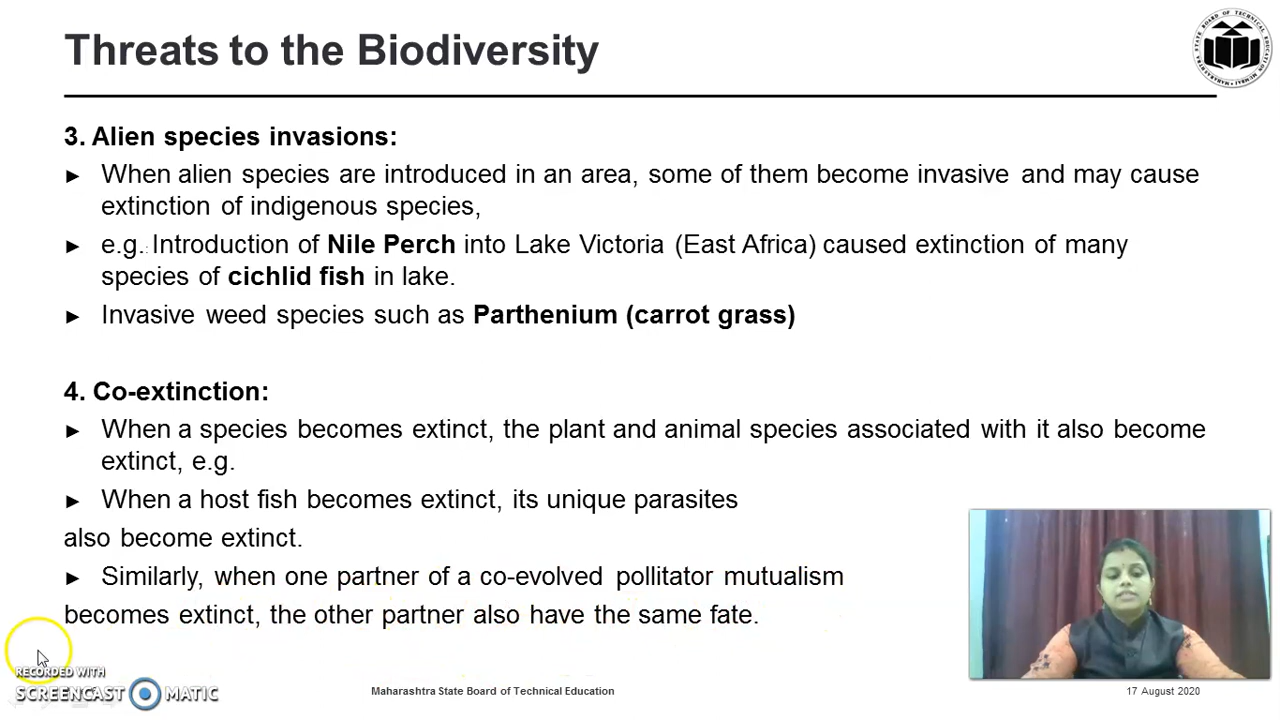 Threats to the Biodiversity
3. Alien species invasions:
► When alien species are introduced in an area, some of them become invasive and may cause
extinction of indigenous species,
► e.g. Introduction of Nile Perch into Lake Victoria (East Africa) caused extinction of many
species of cichlid fish in lake.
► Invasive weed species such as Parthenium (carrot grass)
4. Co-extinction:
► When a species becomes extinct, the plant and animal species associated with it also become
extinct, e.g.
► When a host fish becomes extinct, its unique parasites
also become extinct.
► Similarly, when one partner of a co-evolved pollitator mutualism
becomes extinct, the other partner also have the same fate.
RECORDED WITH
SCREENCAST MATIC
Maharashtra State Board of Technical Education
17 August 2020